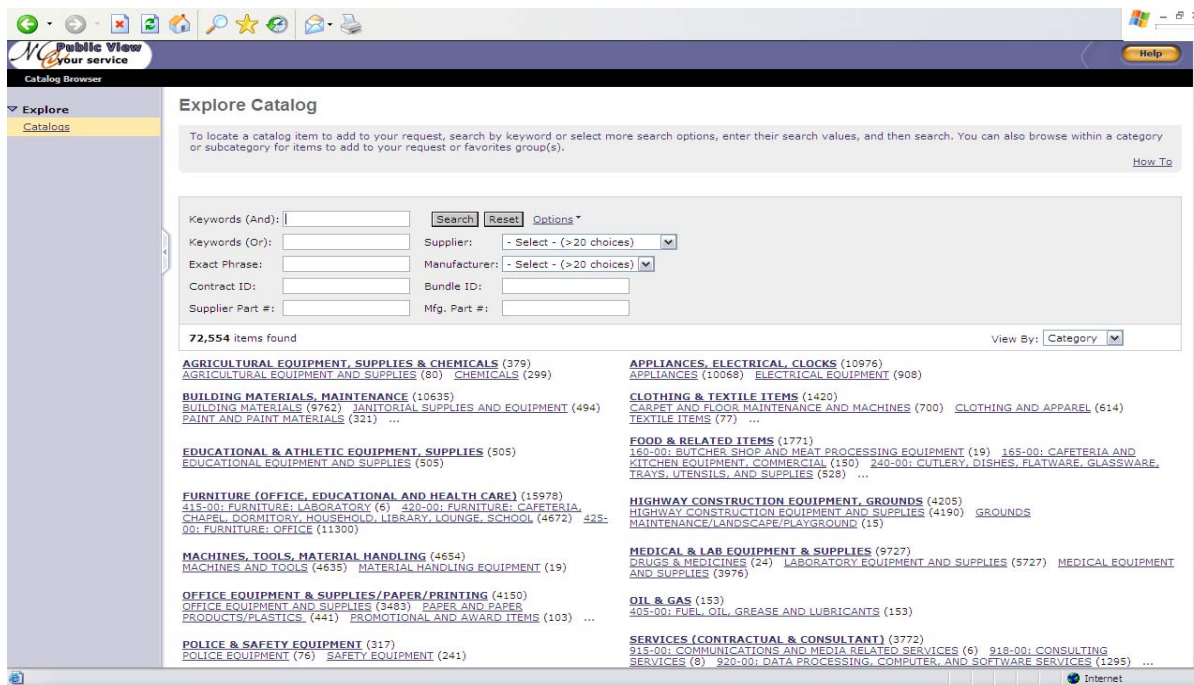 NC Public View
@your service
Help
Catalog Browser
Explore
Catalogs
Explore Catalog
To locate a catalog item to add to your request, search by keyword or select more search options, enter their search values, and then search. You can also browse within a category
or subcategory for items to add to your request or favorites group(s).
How To
Keywords (And): Search Reset Options
Keywords (Or): Supplier: - Select - (>20 choices)
Exact Phrase: Manufacturer: - Select - (>20 choices)
Contract ID: Bundle ID:
Supplier Part #: Mfg. Part #:
72,554 items found View By: Category
AGRICULTURAL EQUIPMENT, SUPPLIES & CHEMICALS (379)
AGRICULTURAL EQUIPMENT AND SUPPLIES (80) CHEMICALS (299)
APPLIANCES, ELECTRICAL, CLOCKS (10976)
APPLIANCES (10068) ELECTRICAL EQUIPMENT (908)
BUILDING MATERIALS, MAINTENANCE (10635)
BUILDING MATERIALS (9762) JANITORIAL SUPPLIES AND EQUIPMENT (494)
PAINT AND PAINT MATERIALS (321) ...
CLOTHING & TEXTILE ITEMS (1420)
CARPET AND FLOOR MAINTENANCE AND MACHINES (700) CLOTHING AND APPAREL (614)
TEXTILE ITEMS (77) ...
EDUCATIONAL & ATHLETIC EQUIPMENT, SUPPLIES (505)
EDUCATIONAL EQUIPMENT AND SUPPLIES (505)
FOOD & RELATED ITEMS (1771)
160-00: BUTCHER SHOP AND MEAT PROCESSING EQUIPMENT (19) 165-00: CAFETERIA AND
KITCHEN EQUIPMENT, COMMERCIAL (150) 240-00: CUTLERY, DISHES, FLATWARE, GLASSWARE,
TRAYS, UTENSILS, AND SUPPLIES (528) ...
FURNITURE (OFFICE, EDUCATIONAL AND HEALTH CARE) (15978)
415-00: FURNITURE: LABORATORY (6) 420-00: FURNITURE: CAFETERIA,
CHAPEL, DORMITORY, HOUSEHOLD, LIBRARY, LOUNGE, SCHOOL (4672) 425-
00: FURNITURE: OFFICE (11300)
HIGHWAY CONSTRUCTION EQUIPMENT, GROUNDS (4205)
HIGHWAY CONSTRUCTION EQUIPMENT AND SUPPLIES (4190) GROUNDS
MAINTENANCE/LANDSCAPE/PLAYGROUND (15)
MACHINES, TOOLS, MATERIAL HANDLING (4654)
MACHINES AND TOOLS (4635) MATERIAL HANDLING EQUIPMENT (19)
MEDICAL & LAB EQUIPMENT & SUPPLIES (9727)
DRUGS & MEDICINES (24) LABORATORY EQUIPMENT AND SUPPLIES (5727) MEDICAL EQUIPMENT
AND SUPPLIES (3976)
OFFICE EQUIPMENT & SUPPLIES/PAPER/PRINTING (4150)
OFFICE EQUIPMENT AND SUPPLIES (3483) PAPER AND PAPER
PRODUCTS/PLASTICS (441) PROMOTIONAL AND AWARD ITEMS (103) ...
OIL & GAS (153)
405-00: FUEL, OIL, GREASE AND LUBRICANTS (153)
POLICE & SAFETY EQUIPMENT (317)
POLICE EQUIPMENT (76) SAFETY EQUIPMENT (241)
SERVICES (CONTRACTUAL & CONSULTANT) (3772)
915-00: COMMUNICATIONS AND MEDIA RELATED SERVICES (6) 918-00: CONSULTING
SERVICES (8) 920-00: DATA PROCESSING, COMPUTER, AND SOFTWARE SERVICES (1295) ...
Internet